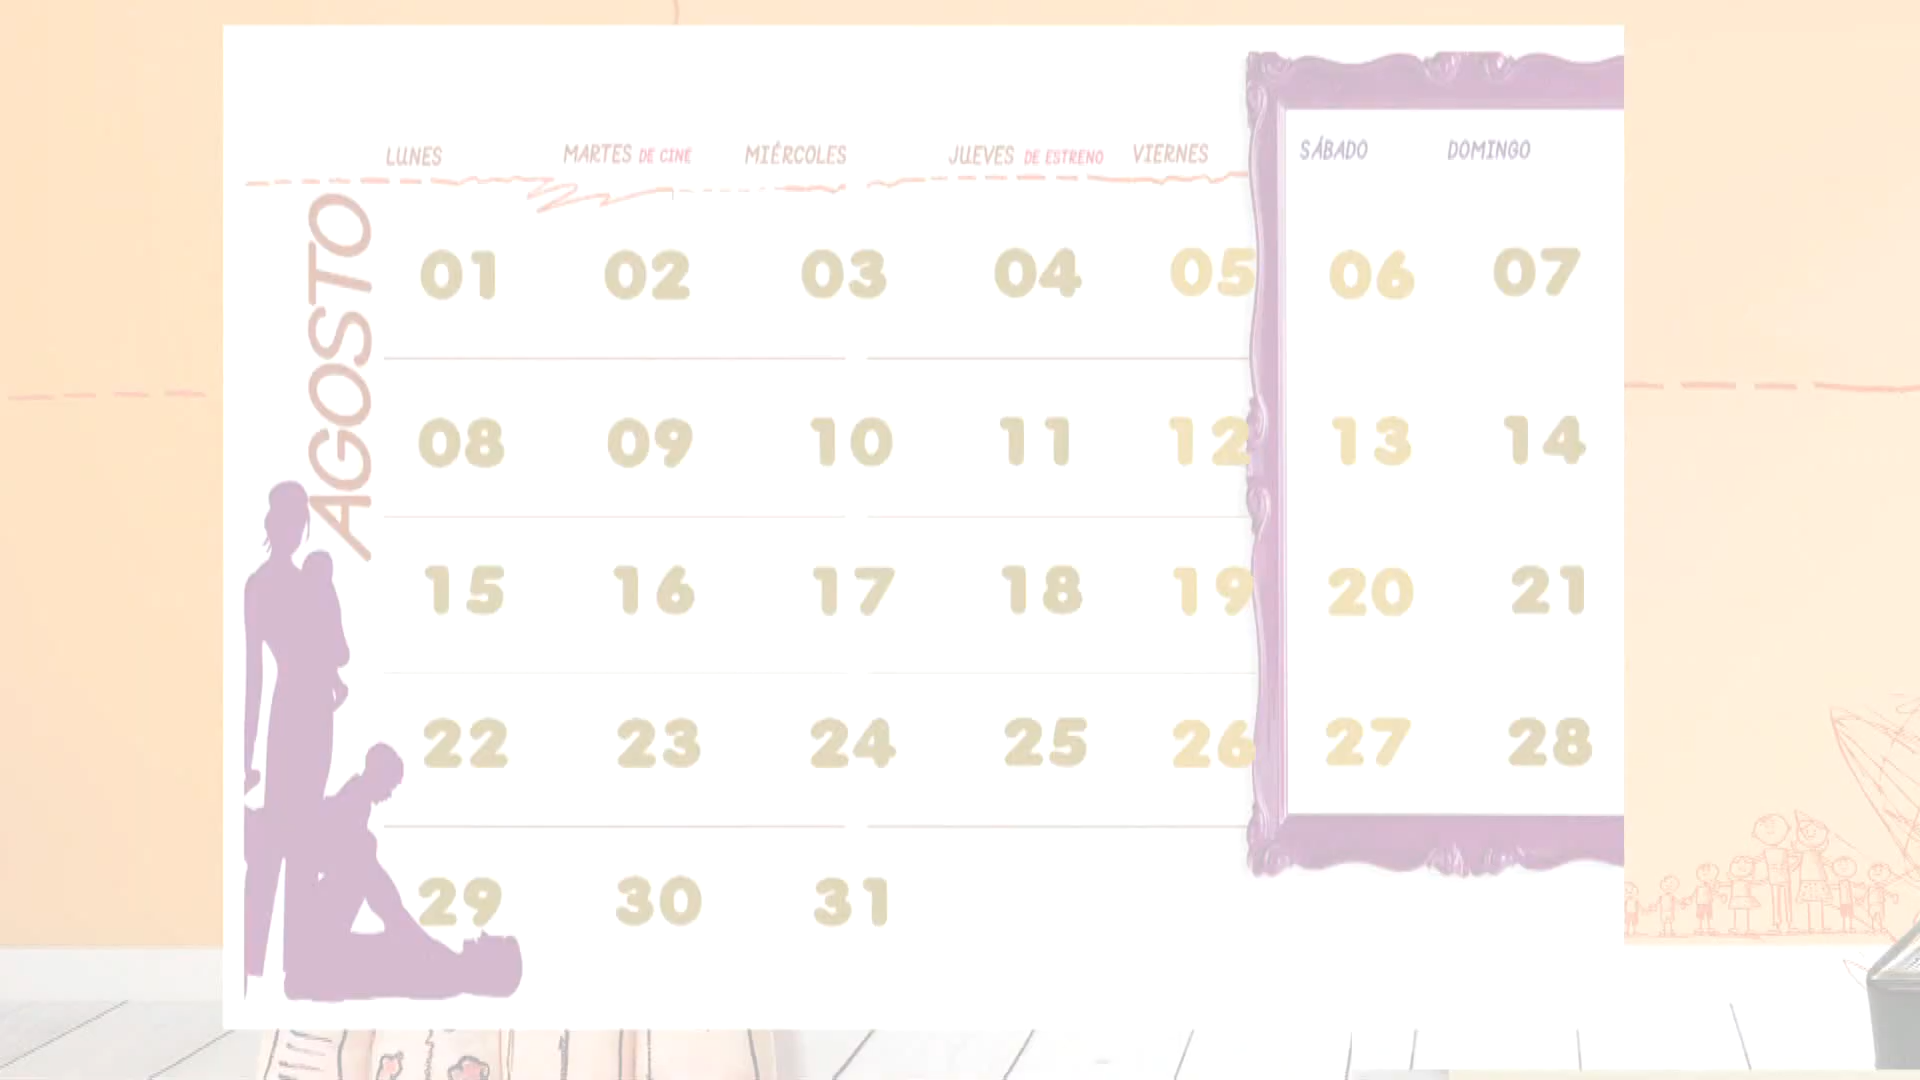 LUNES MARTES DE CINE MIÉRCOLES JUEVES DE ESTRENO VIERNES SÁBADO DOMINGO
AGOSTO
01 02 03 04 05 06 07
08 09 10 11 12 13 14
15 16 17 18 19 20 21
22 23 24 25 26 27 28
29 30 31